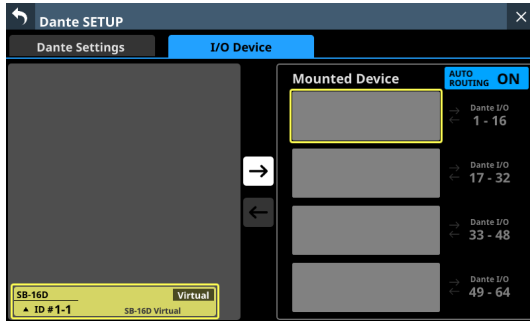 Dante SETUP
Dante Settings
I/O Device
Mounted Device
AUTO ROUTING ON
Dante I/O
1 - 16
Dante I/O
17 - 32
Dante I/O
33 - 48
Dante I/O
49 - 64
SB-16D
Virtual
ID #1-1
SB-16D Virtual